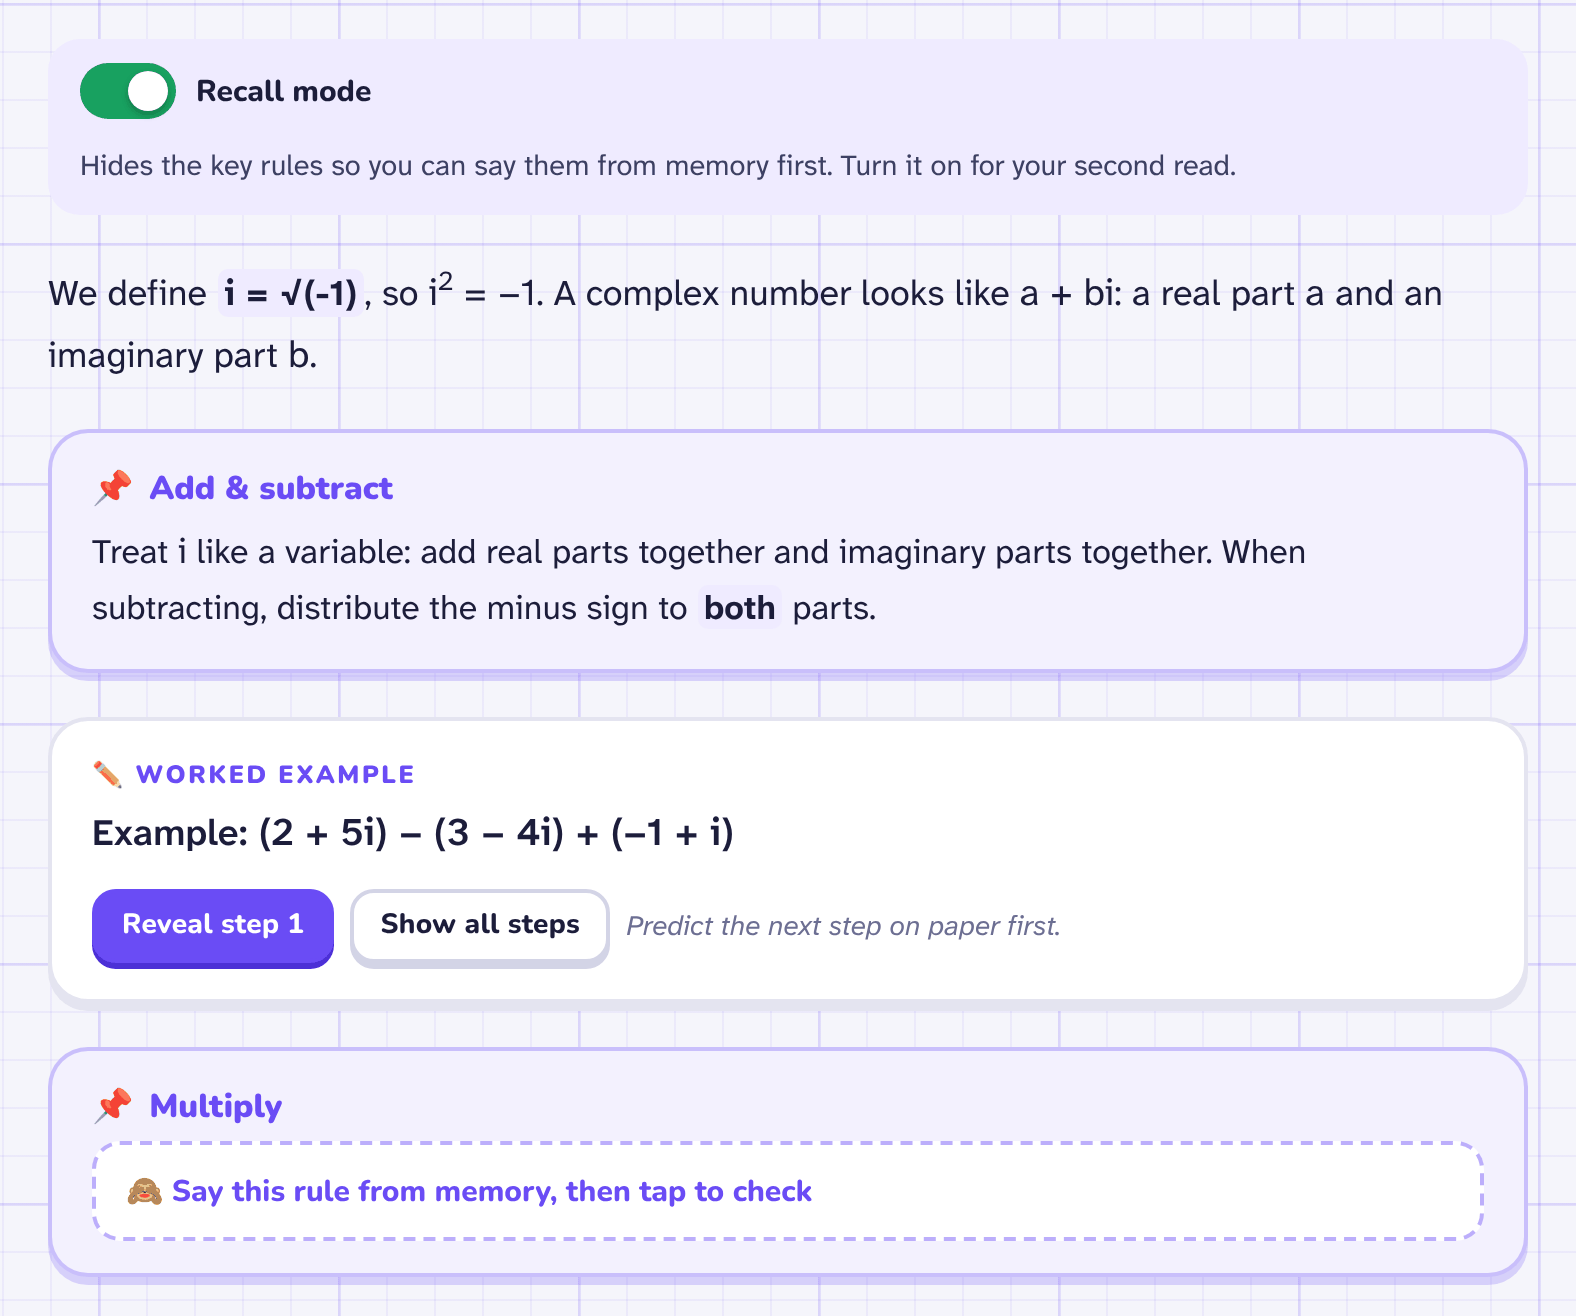 Recall mode
Hides the key rules so you can say them from memory first. Turn it on for your second read.
We define i = √(-1), so i² = −1. A complex number looks like a + bi: a real part a and an
imaginary part b.
📌 Add & subtract
Treat i like a variable: add real parts together and imaginary parts together. When
subtracting, distribute the minus sign to both parts.
✏️ WORKED EXAMPLE
Example: (2 + 5i) − (3 − 4i) + (−1 + i)
Reveal step 1 Show all steps Predict the next step on paper first.
📌 Multiply
🙈 Say this rule from memory, then tap to check